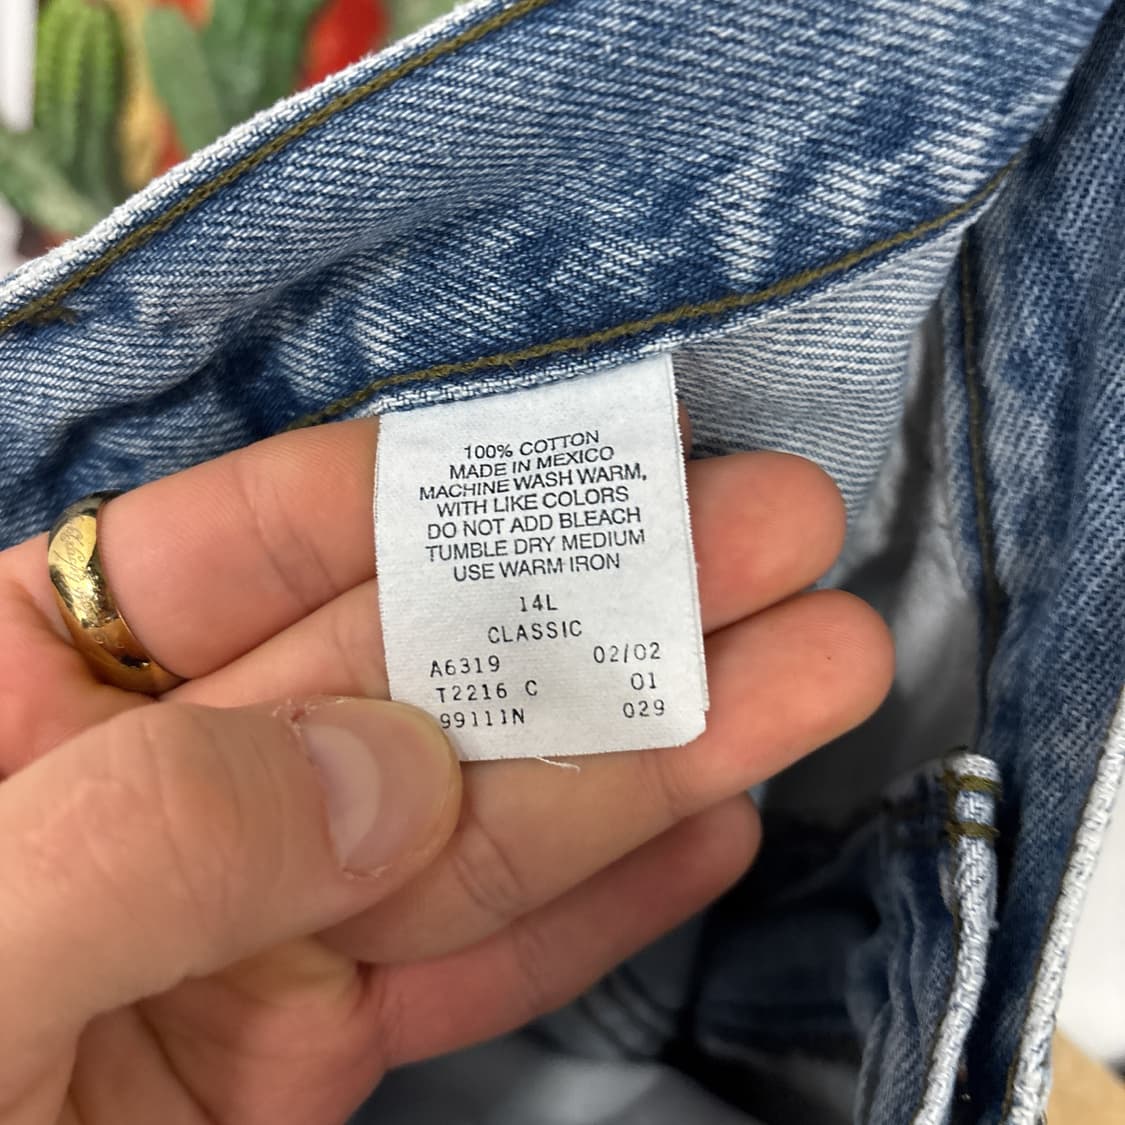 100% COTTON
MADE IN MEXICO
MACHINE WASH WARM,
WITH LIKE COLORS
DO NOT ADD BLEACH
TUMBLE DRY MEDIUM
USE WARM IRON
14L
CLASSIC
A6319 02/02
T2216 C 01
99111N 029